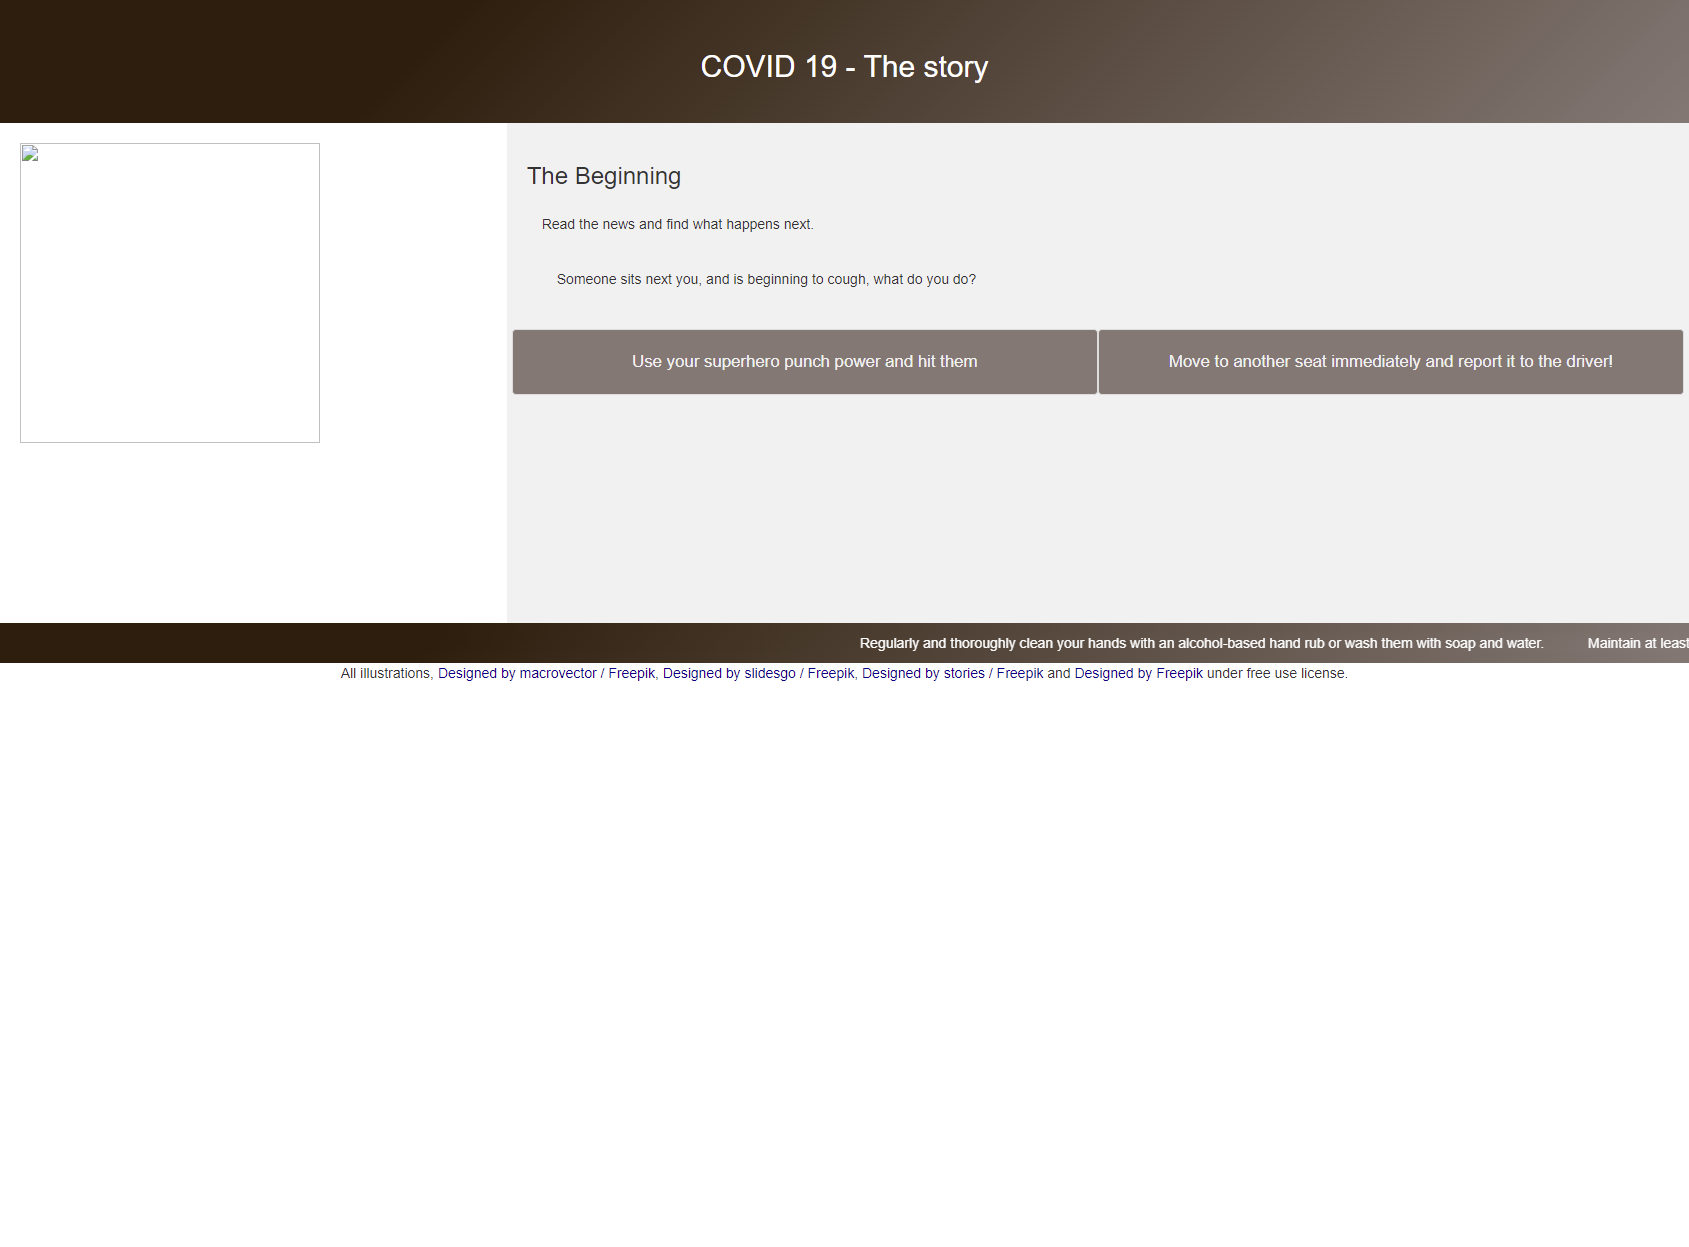 COVID 19 - The story
The Beginning
Read the news and find what happens next.
Someone sits next you, and is beginning to cough, what do you do?
Use your superhero punch power and hit them
Move to another seat immediately and report it to the driver!
Regularly and thoroughly clean your hands with an alcohol-based hand rub or wash them with soap and water. Maintain at least
All illustrations, Designed by macrovector / Freepik, Designed by slidesgo / Freepik, Designed by stories / Freepik and Designed by Freepik under free use license.